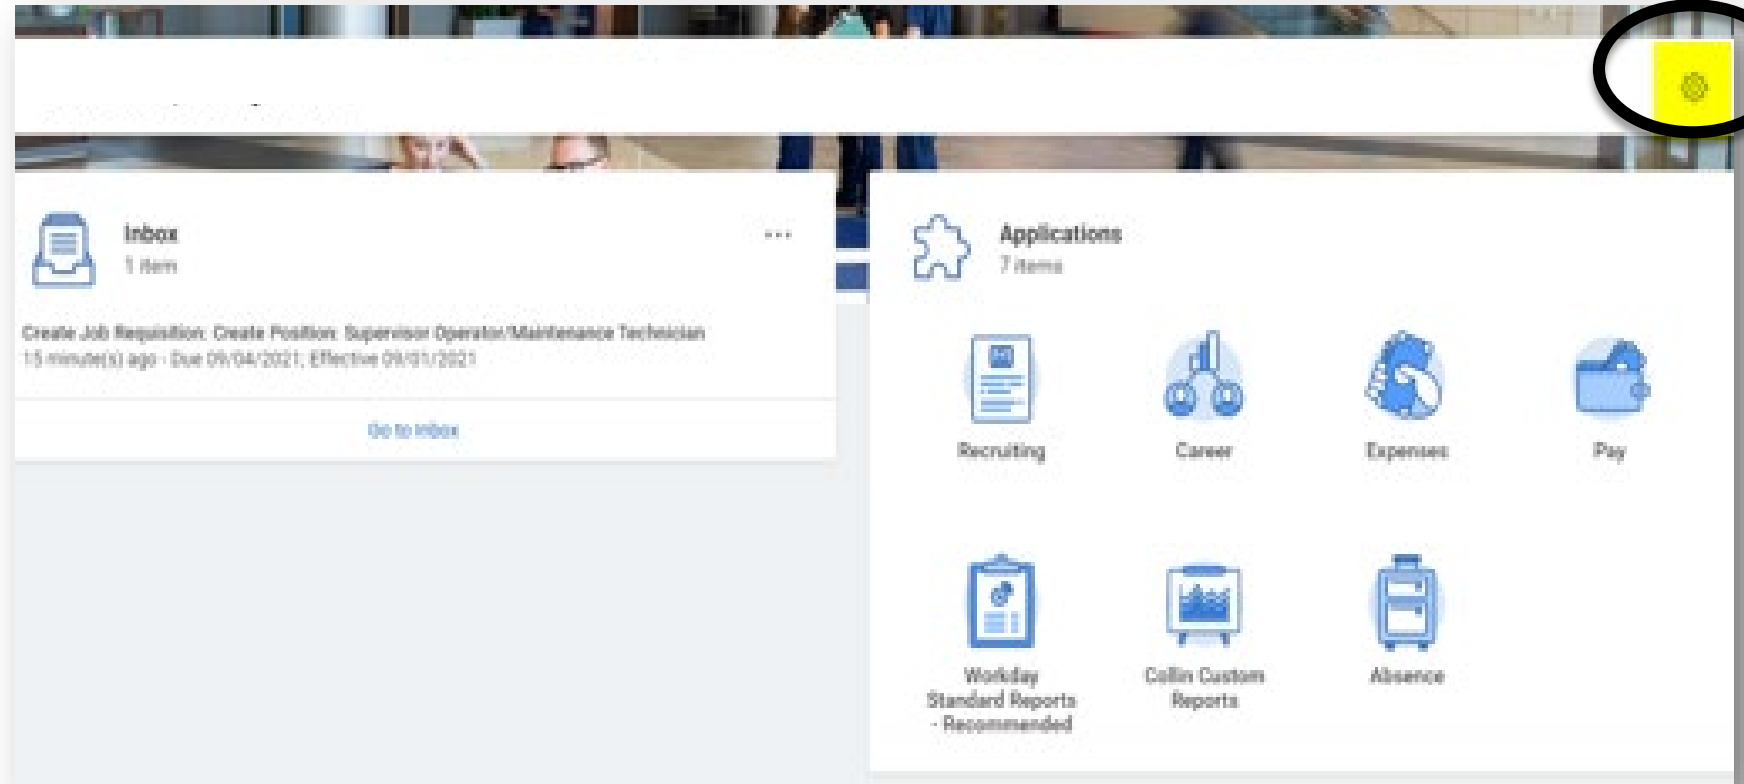 Inbox
1 item
Create Job Requisition: Create Position: Supervisor Operator/Maintenance Technician
15 minute(s) ago - Due 09/04/2021; Effective 09/01/2021
Go to Inbox
Applications
7 items
Recruiting
Career
Expenses
Pay
Workday
Standard Reports
- Recommended
Collin Custom
Reports
Absence